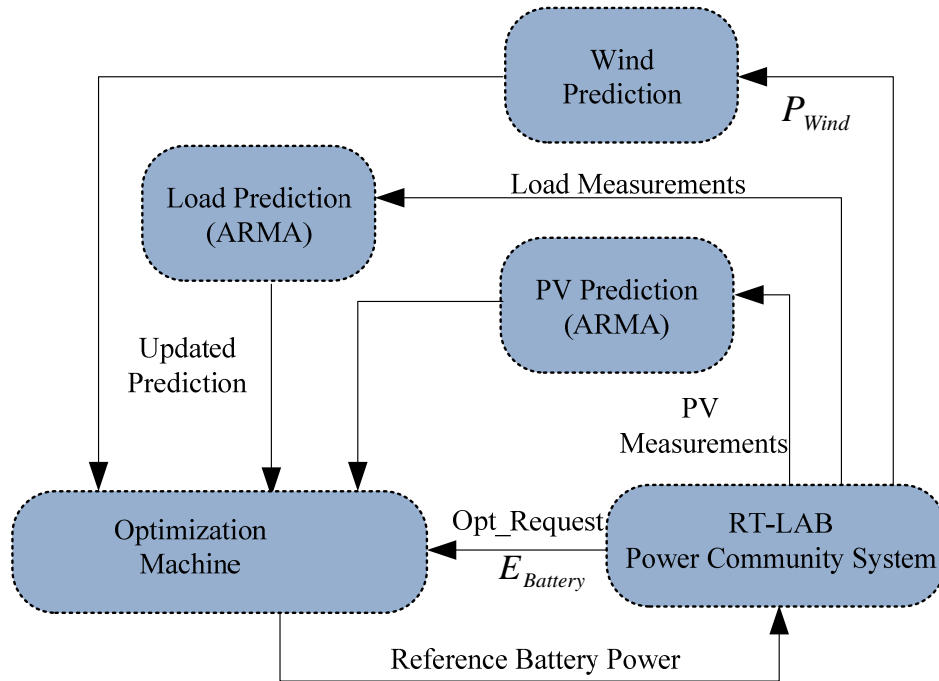 Wind
Prediction
P_Wind
Load Measurements
Load Prediction
(ARMA)
PV Prediction
(ARMA)
Updated
Prediction
PV
Measurements
Optimization
Machine
Opt_Request
E_Battery
RT-LAB
Power Community System
Reference Battery Power